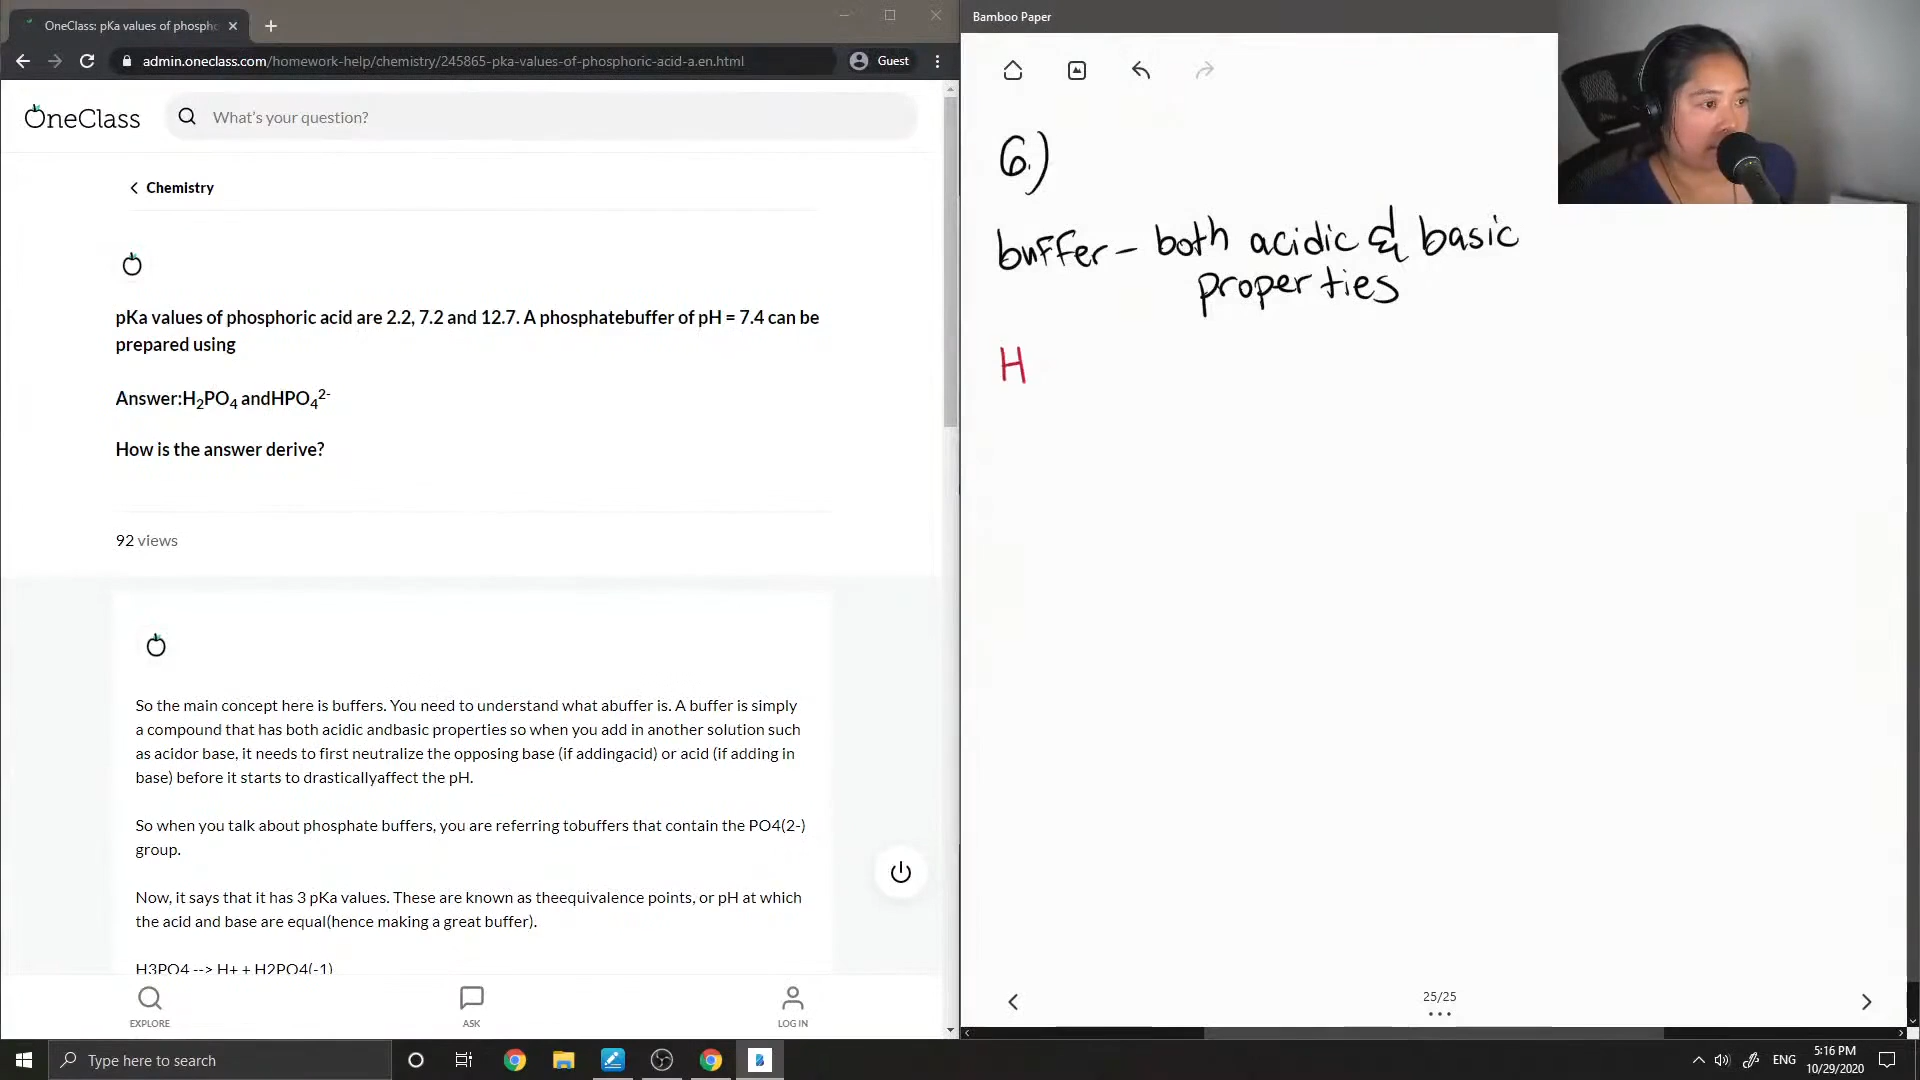 OneClass: pKa values of phosph
admin.oneclass.com/homework-help/chemistry/245865-pka-values-of-phosphoric-acid-a.en.html
Guest
OneClass
What's your question?
Chemistry
pKa values of phosphoric acid are 2.2, 7.2 and 12.7. A phosphatebuffer of pH = 7.4 can be
prepared using
Answer:H2PO4 andHPO4^2-
How is the answer derive?
92 views
So the main concept here is buffers. You need to understand what abuffer is. A buffer is simply
a compound that has both acidic andbasic properties so when you add in another solution such
as acidor base, it needs to first neutralize the opposing base (if addingacid) or acid (if adding in
base) before it starts to drasticallyaffect the pH.
So when you talk about phosphate buffers, you are referring tobuffers that contain the PO4(2-)
group.
Now, it says that it has 3 pKa values. These are known as theequivalence points, or pH at which
the acid and base are equal(hence making a great buffer).
H3PO4 --> H+ + H2PO4(-1)
EXPLORE
ASK
LOG IN
Bamboo Paper
6.)
buffer – both acidic & basic
properties
H
25/25
Type here to search
ENG
5:16 PM
10/29/2020